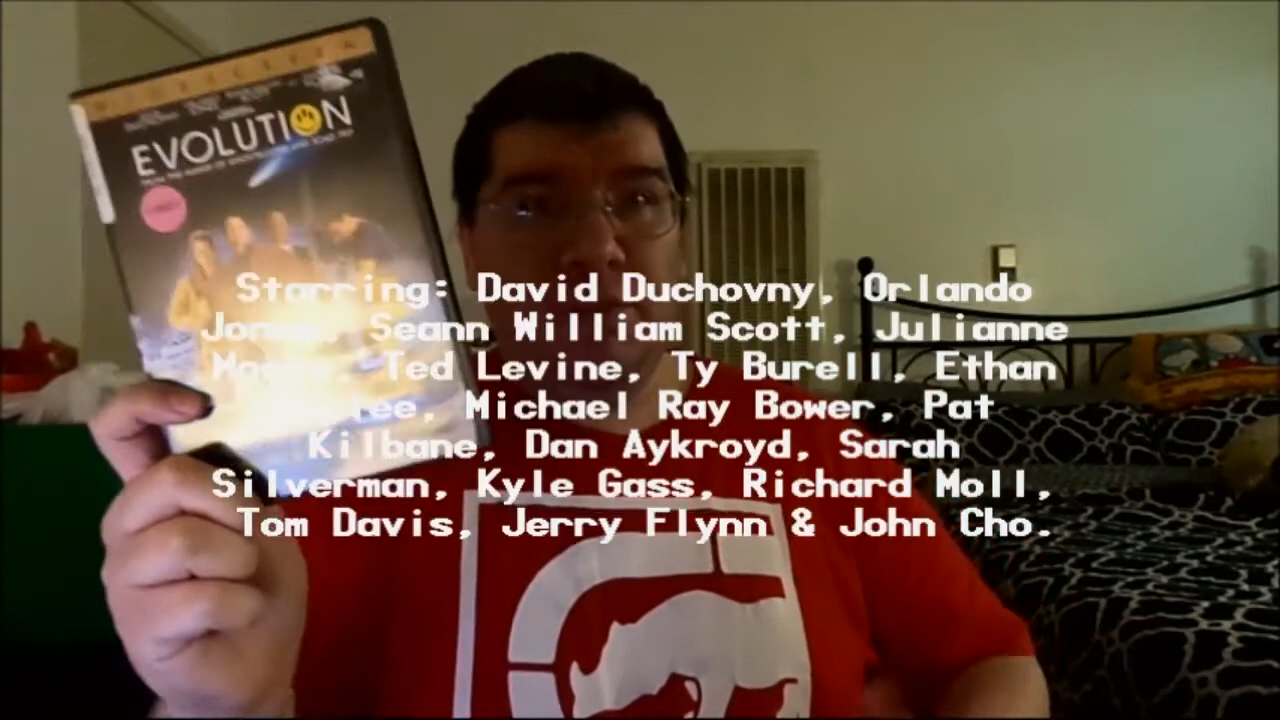 WIDESCREEN
EVOLUTION
Starring: David Duchovny, Orlando
Seann William Scott, Julianne
Ted Levine, Ty Burell, Ethan
Michael Ray Bower, Pat
Kilbane, Dan Aykroyd, Sarah
Silverman, Kyle Gass, Richard Moll,
Tom Davis, Jerry Flynn & John Cho.